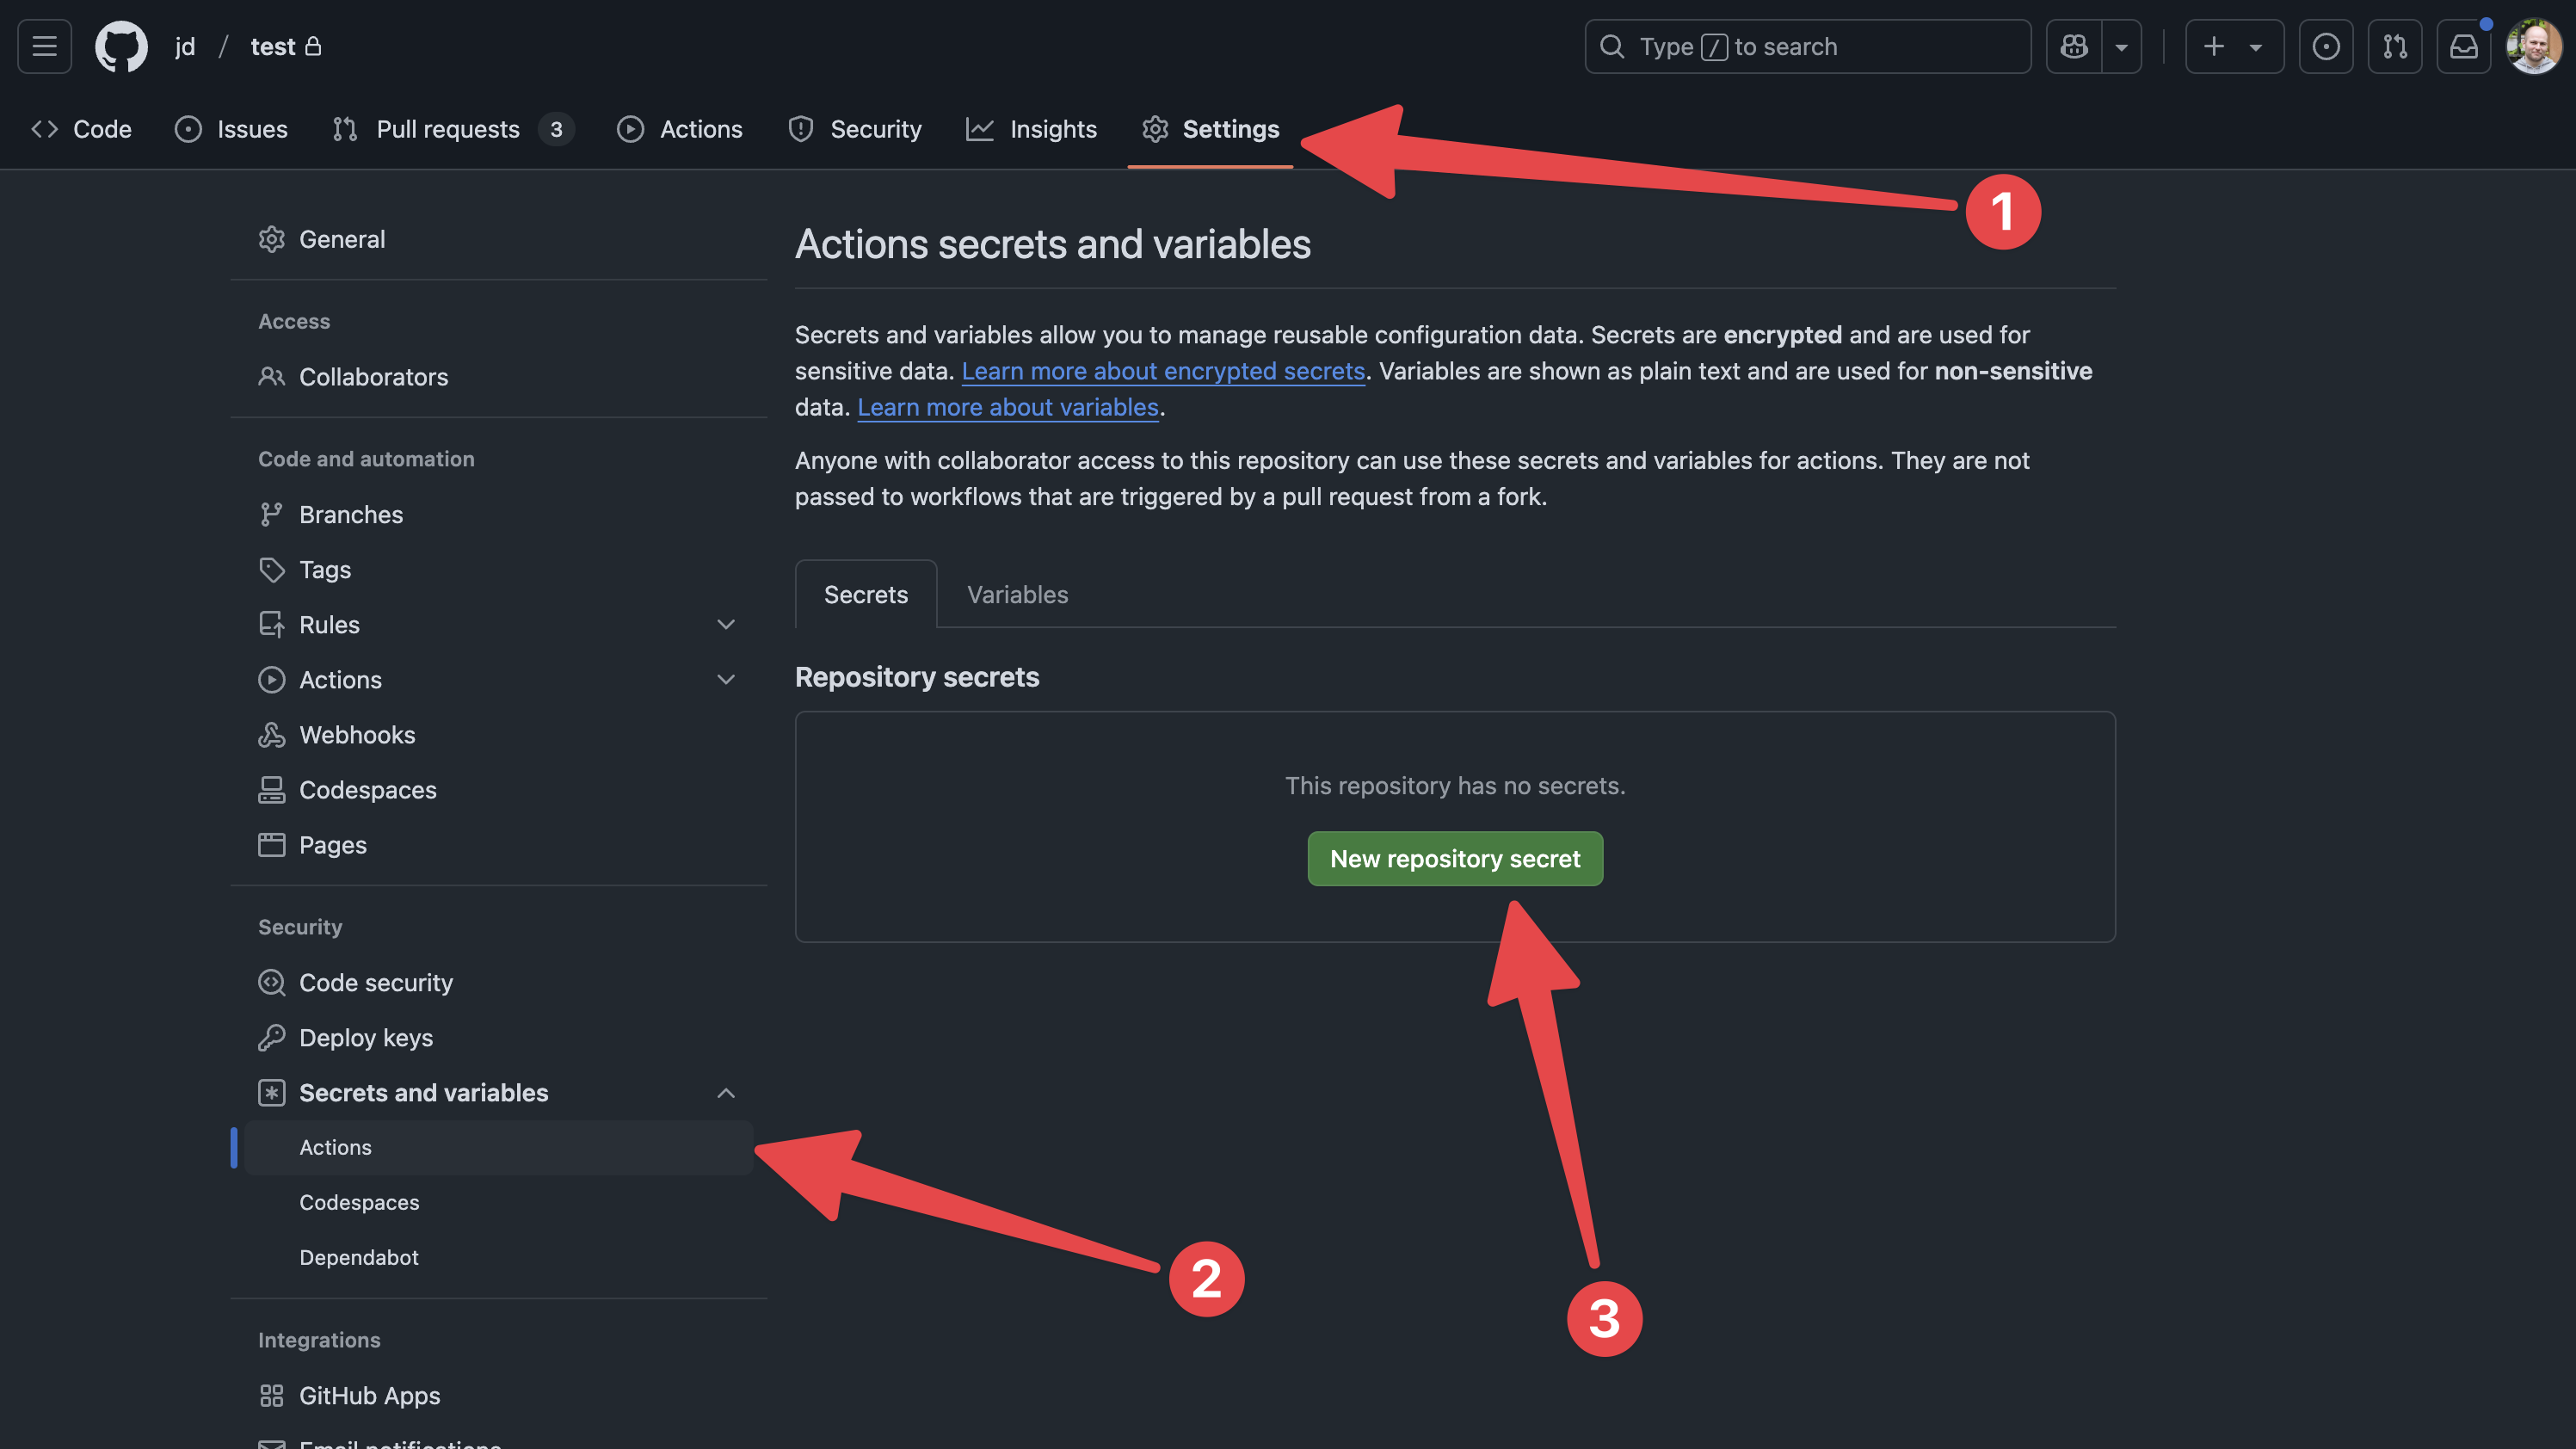 jd / test
Type / to search
Code Issues Pull requests 3 Actions Security Insights Settings
1
General
Access
Collaborators
Code and automation
Branches
Tags
Rules
Actions
Webhooks
Codespaces
Pages
Security
Code security
Deploy keys
Secrets and variables
Actions
Codespaces
Dependabot
Integrations
GitHub Apps
Email notifications
Actions secrets and variables
Secrets and variables allow you to manage reusable configuration data. Secrets are encrypted and are used for
sensitive data. Learn more about encrypted secrets. Variables are shown as plain text and are used for non-sensitive
data. Learn more about variables.
Anyone with collaborator access to this repository can use these secrets and variables for actions. They are not
passed to workflows that are triggered by a pull request from a fork.
Secrets Variables
Repository secrets
This repository has no secrets.
New repository secret
2
3